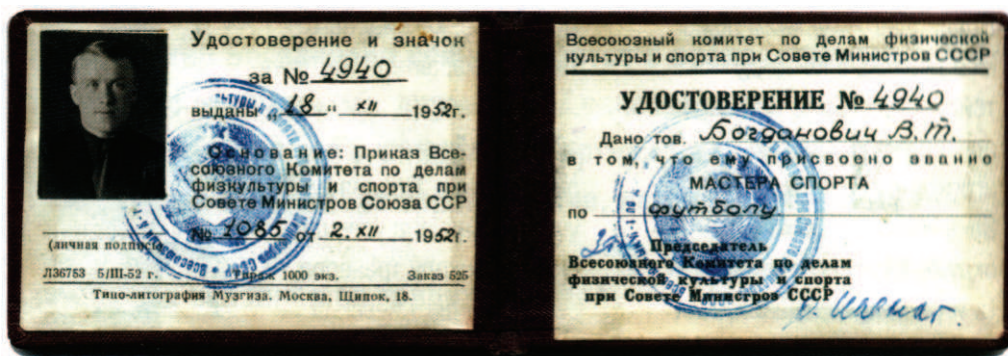 Удостоверение и значок
за № 4940
выданы „18“ XII 1952г.
Основание: Приказ Все-
союзного Комитета по делам
физкультуры и спорта при
Совете Министров Союза ССР
№ 1085 от 2. XII 1952г.
(личная подпись)
Л36753 5/III-52 г. Тираж 1000 экз. Заказ 525
Типо-литография Музгиза. Москва, Щипок, 18.
Всесоюзный комитет по делам физической
культуры и спорта при Совете Министров СССР
УДОСТОВЕРЕНИЕ № 4940
Дано тов. Богданович В.Т.
в том, что ему присвоено звание
МАСТЕРА СПОРТА
по футболу
Председатель
Всесоюзного Комитета по делам
физической культуры и спорта
при Совете Министров СССР